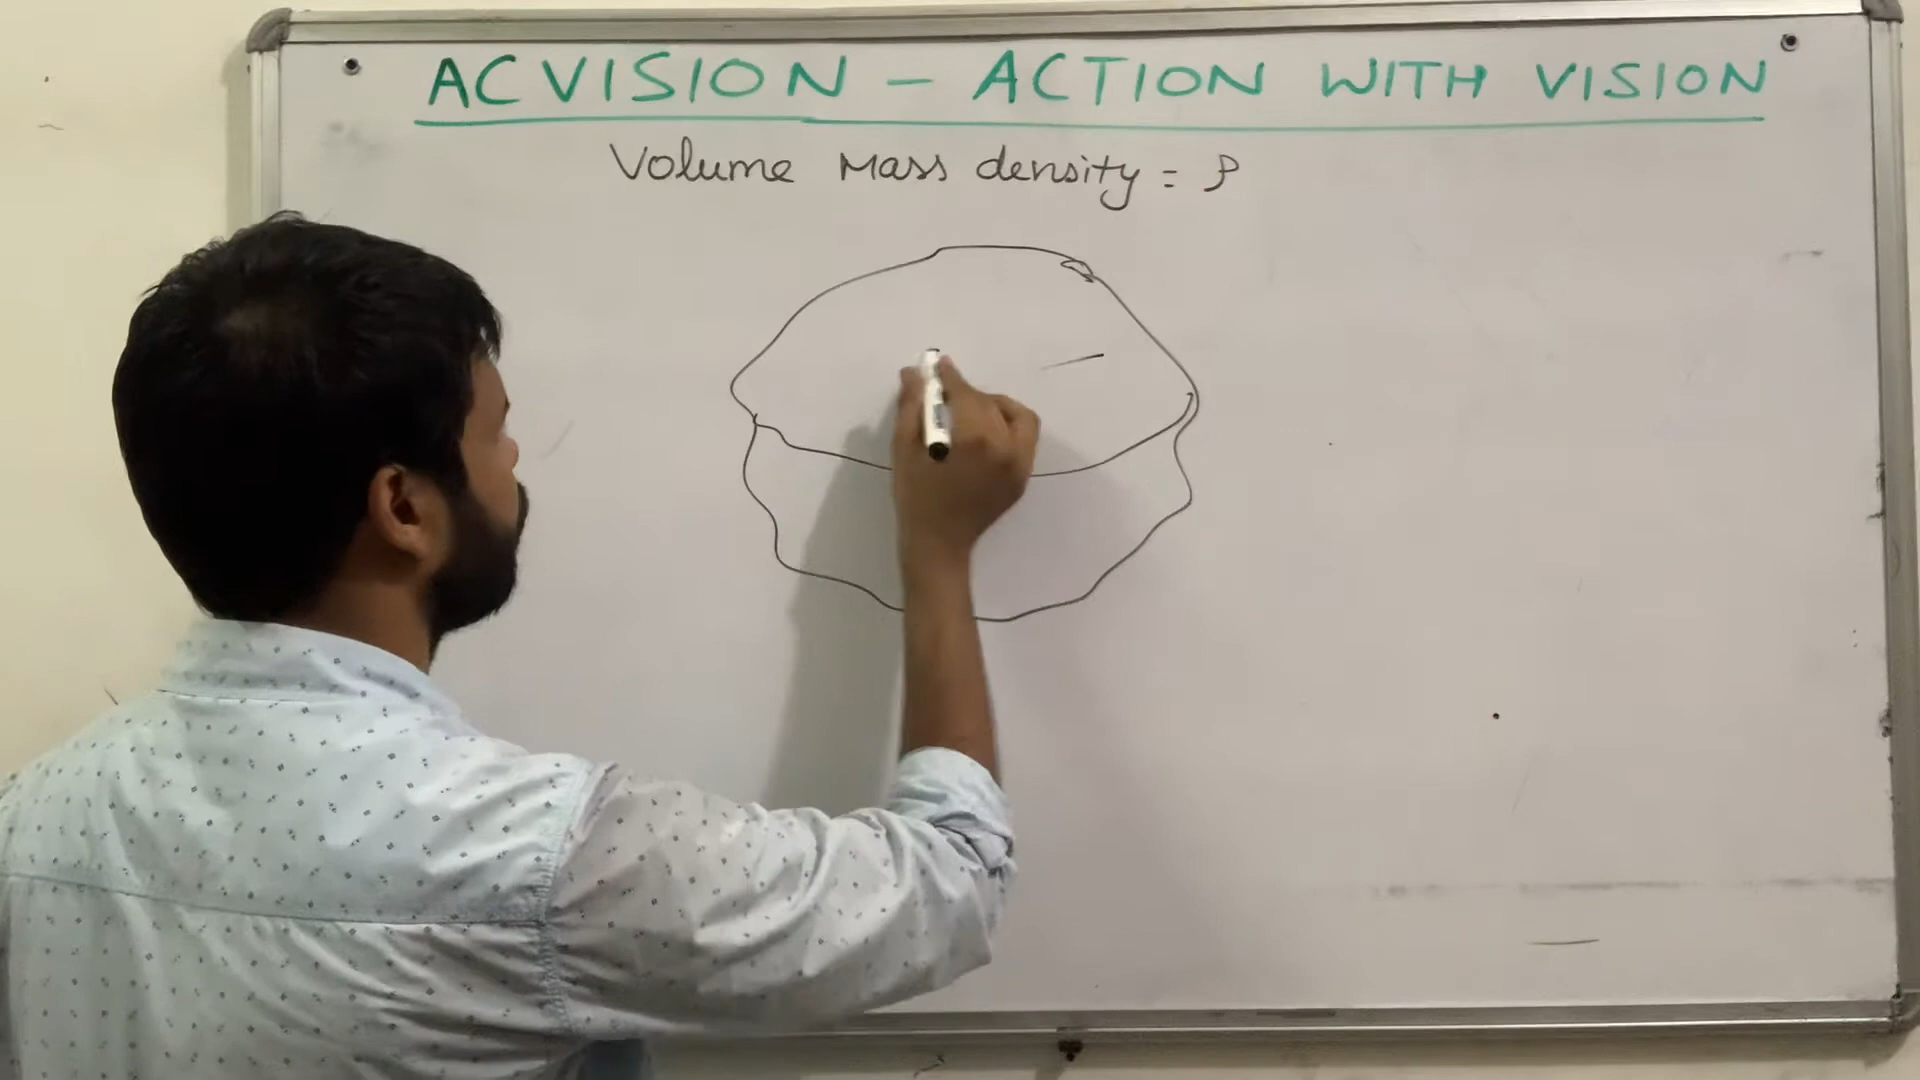 ACVISION - ACTION WITH VISION
Volume Mass density = ρ